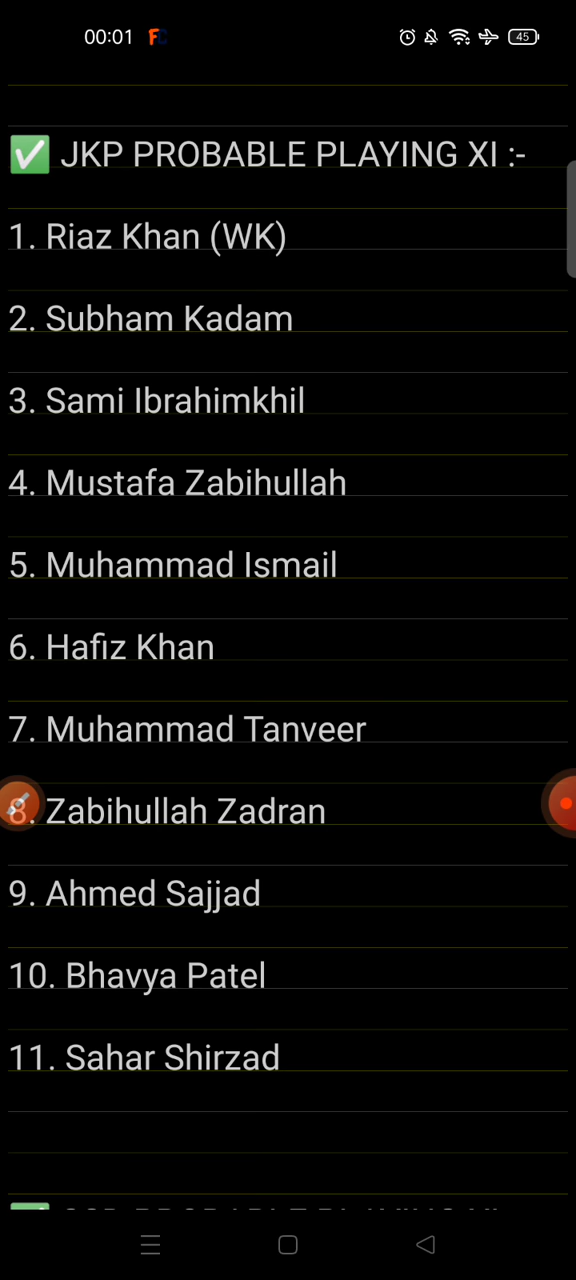 00:01 FC 45
✅ JKP PROBABLE PLAYING XI :-
1. Riaz Khan (WK)
2. Subham Kadam
3. Sami Ibrahimkhil
4. Mustafa Zabihullah
5. Muhammad Ismail
6. Hafiz Khan
7. Muhammad Tanveer
8. Zabihullah Zadran
9. Ahmed Sajjad
10. Bhavya Patel
11. Sahar Shirzad